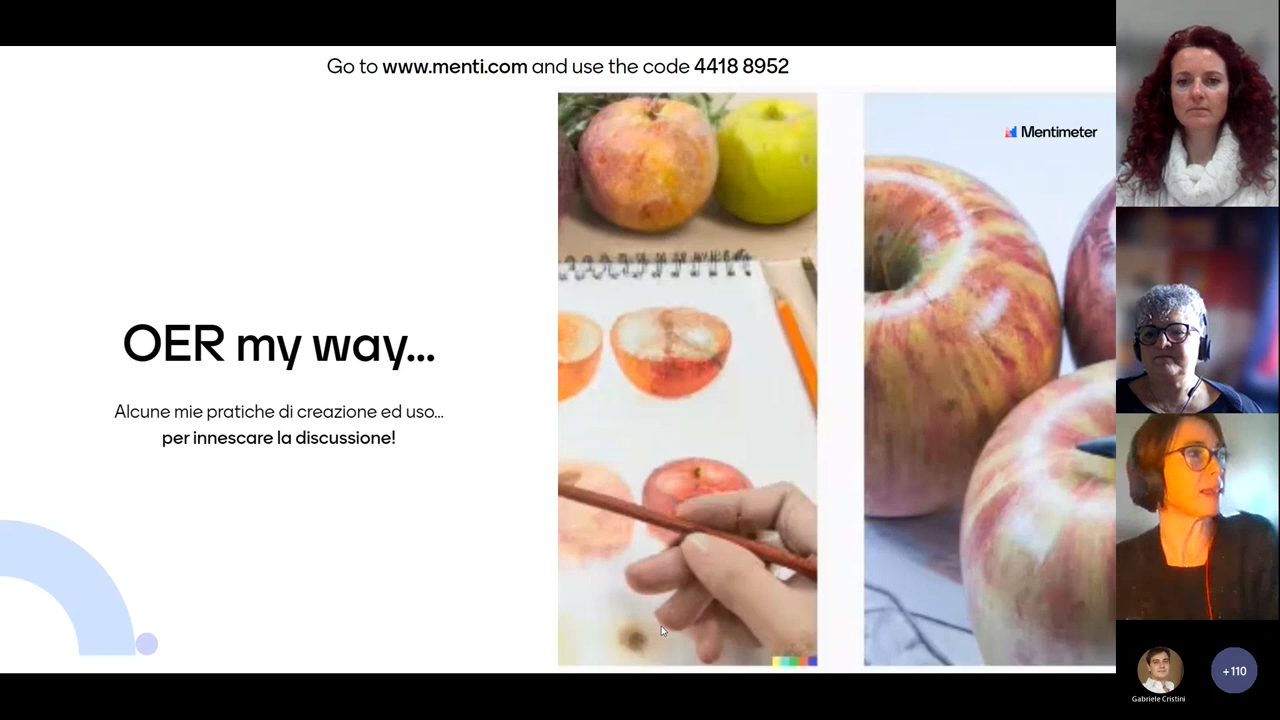 Go to www.menti.com and use the code 4418 8952
Mentimeter
OER my way...
Alcune mie pratiche di creazione ed uso...
per innescare la discussione!
Gabriele Cristini
+110